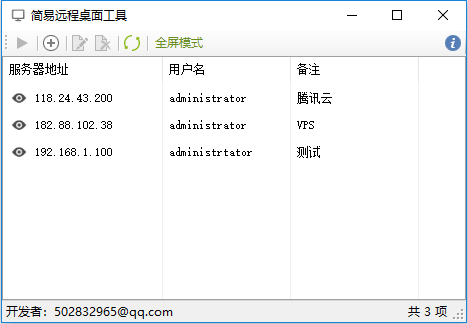 简易远程桌面工具
全屏模式
服务器地址 用户名 备注
118.24.43.200 administrator 腾讯云
182.88.102.38 administrator VPS
192.168.1.100 administrtator 测试
开发者：502832965@qq.com 共 3 项